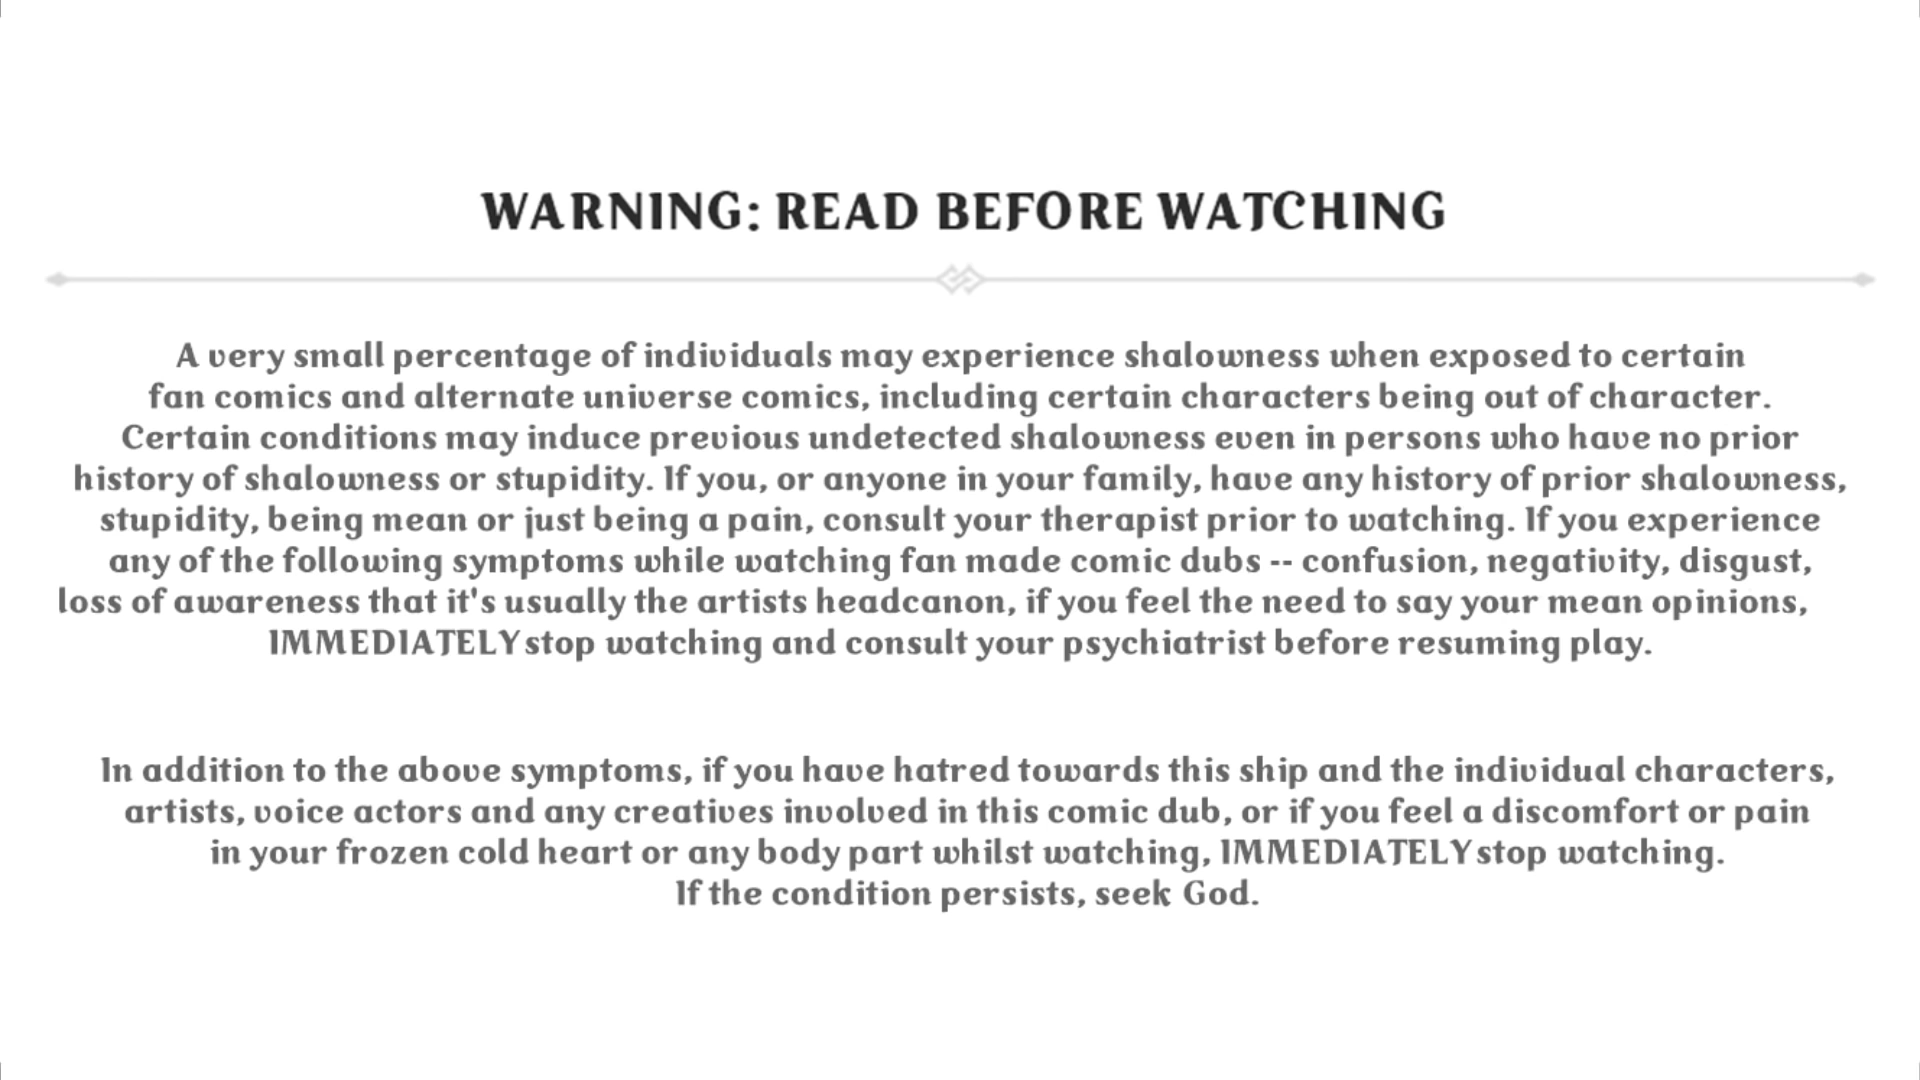 WARNING: READ BEFORE WATCHING
A very small percentage of individuals may experience shalowness when exposed to certain
fan comics and alternate universe comics, including certain characters being out of character.
Certain conditions may induce previous undetected shalowness even in persons who have no prior
history of shalowness or stupidity. If you, or anyone in your family, have any history of prior shalowness,
stupidity, being mean or just being a pain, consult your therapist prior to watching. If you experience
any of the following symptoms while watching fan made comic dubs -- confusion, negativity, disgust,
loss of awareness that it's usually the artists headcanon, if you feel the need to say your mean opinions,
IMMEDIATELY stop watching and consult your psychiatrist before resuming play.
In addition to the above symptoms, if you have hatred towards this ship and the individual characters,
artists, voice actors and any creatives involved in this comic dub, or if you feel a discomfort or pain
in your frozen cold heart or any body part whilst watching, IMMEDIATELY stop watching.
If the condition persists, seek God.